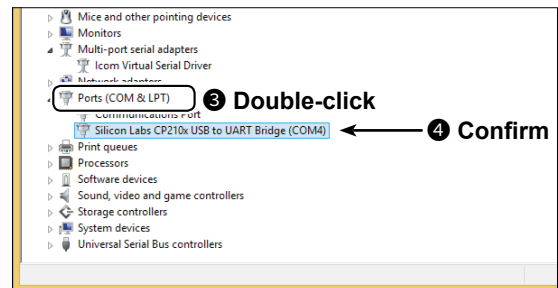 Mice and other pointing devices
Monitors
Multi-port serial adapters
Icom Virtual Serial Driver
Network adapters
Ports (COM & LPT)
❸ Double-click
Communications Port
Silicon Labs CP210x USB to UART Bridge (COM4)
❹ Confirm
Print queues
Processors
Software devices
Sound, video and game controllers
Storage controllers
System devices
Universal Serial Bus controllers